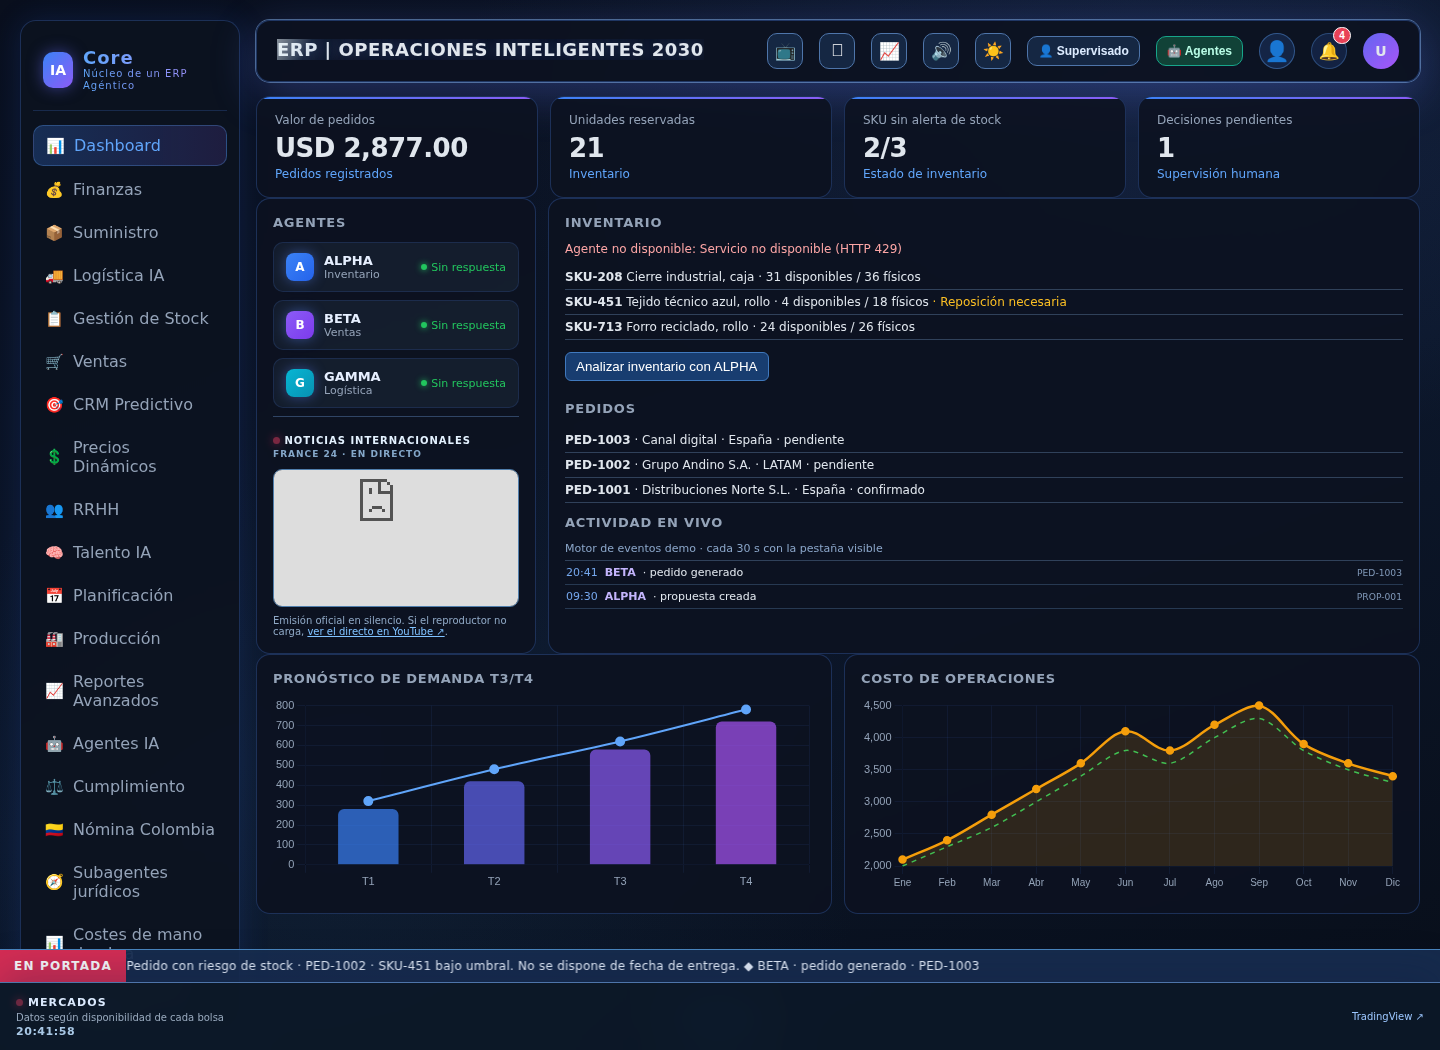 IA
Core
Núcleo de un ERP
Agéntico
Dashboard
Finanzas
Suministro
Logística IA
Gestión de Stock
Ventas
CRM Predictivo
Precios
Dinámicos
RRHH
Talento IA
Planificación
Producción
Reportes
Avanzados
Agentes IA
Cumplimiento
Nómina Colombia
Subagentes
jurídicos
Costes de mano
ERP | OPERACIONES INTELIGENTES 2030
Supervisado
Agentes
4
U
Valor de pedidos
USD 2,877.00
Pedidos registrados
Unidades reservadas
21
Inventario
SKU sin alerta de stock
2/3
Estado de inventario
Decisiones pendientes
1
Supervisión humana
AGENTES
A
ALPHA
Inventario
Sin respuesta
B
BETA
Ventas
Sin respuesta
G
GAMMA
Logística
Sin respuesta
NOTICIAS INTERNACIONALES
FRANCE 24 · EN DIRECTO
Emisión oficial en silencio. Si el reproductor no
carga, ver el directo en YouTube ↗.
INVENTARIO
Agente no disponible: Servicio no disponible (HTTP 429)
SKU-208 Cierre industrial, caja · 31 disponibles / 36 físicos
SKU-451 Tejido técnico azul, rollo · 4 disponibles / 18 físicos · Reposición necesaria
SKU-713 Forro reciclado, rollo · 24 disponibles / 26 físicos
Analizar inventario con ALPHA
PEDIDOS
PED-1003 · Canal digital · España · pendiente
PED-1002 · Grupo Andino S.A. · LATAM · pendiente
PED-1001 · Distribuciones Norte S.L. · España · confirmado
ACTIVIDAD EN VIVO
Motor de eventos demo · cada 30 s con la pestaña visible
20:41 BETA · pedido generado PED-1003
09:30 ALPHA · propuesta creada PROP-001
PRONÓSTICO DE DEMANDA T3/T4
800
700
600
500
400
300
200
100
0
T1 T2 T3 T4
COSTO DE OPERACIONES
4,500
4,000
3,500
3,000
2,500
2,000
Ene Feb Mar Abr May Jun Jul Ago Sep Oct Nov Dic
EN PORTADA
Pedido con riesgo de stock · PED-1002 · SKU-451 bajo umbral. No se dispone de fecha de entrega. ◆ BETA · pedido generado · PED-1003
MERCADOS
Datos según disponibilidad de cada bolsa
20:41:58
TradingView ↗